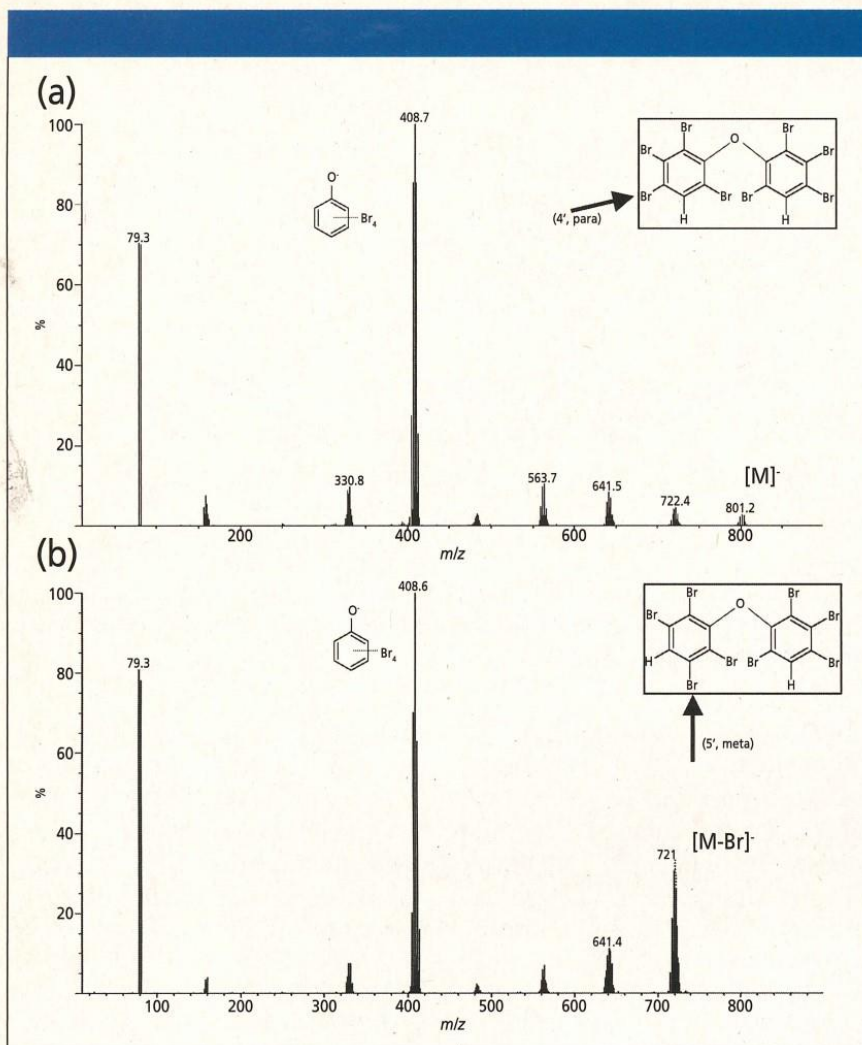 (a)
100
80
60
40
20
%
79.3
330.8
408.7
563.7
641.5
722.4
801.2
[M]-
O-
Br4
Br
Br
O
Br
Br
Br
Br
Br
Br
H
H
(4', para)
200
400
600
800
m/z
(b)
100
80
60
40
20
%
79.3
408.6
641.4
721
[M-Br]-
O-
Br4
Br
Br
O
Br
Br
H
Br
Br
Br
Br
H
(5', meta)
100
200
300
400
500
600
700
800
m/z